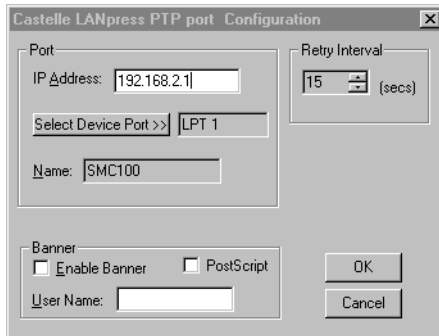 Castelle LANpress PTP port Configuration
Port
IP Address: 192.168.2.1
Select Device Port >> LPT 1
Name: SMC100
Retry Interval
15 (secs)
Banner
Enable Banner PostScript
User Name:
OK
Cancel